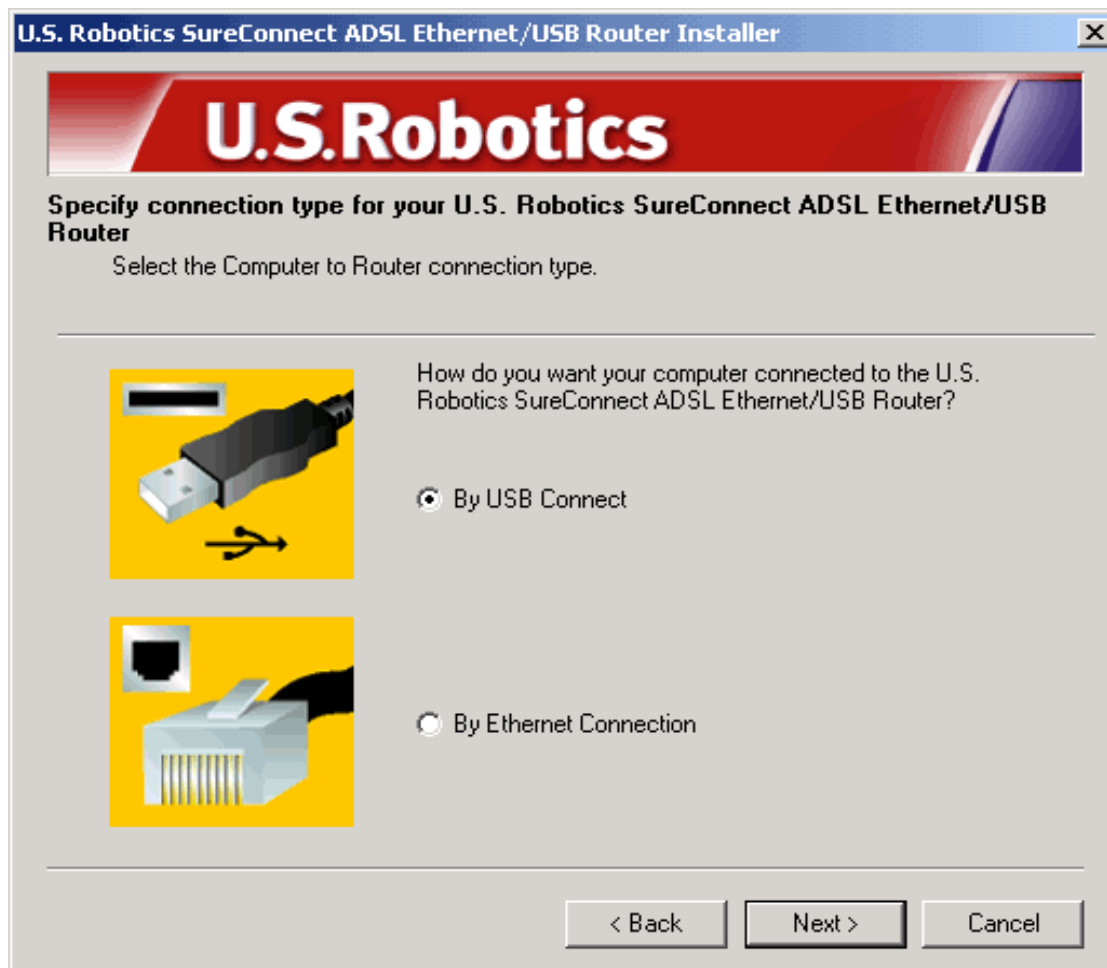 U.S. Robotics SureConnect ADSL Ethernet/USB Router Installer
U.S.Robotics
Specify connection type for your U.S. Robotics SureConnect ADSL Ethernet/USB
Router
Select the Computer to Router connection type.
How do you want your computer connected to the U.S.
Robotics SureConnect ADSL Ethernet/USB Router?
By USB Connect
By Ethernet Connection
< Back
Next >
Cancel